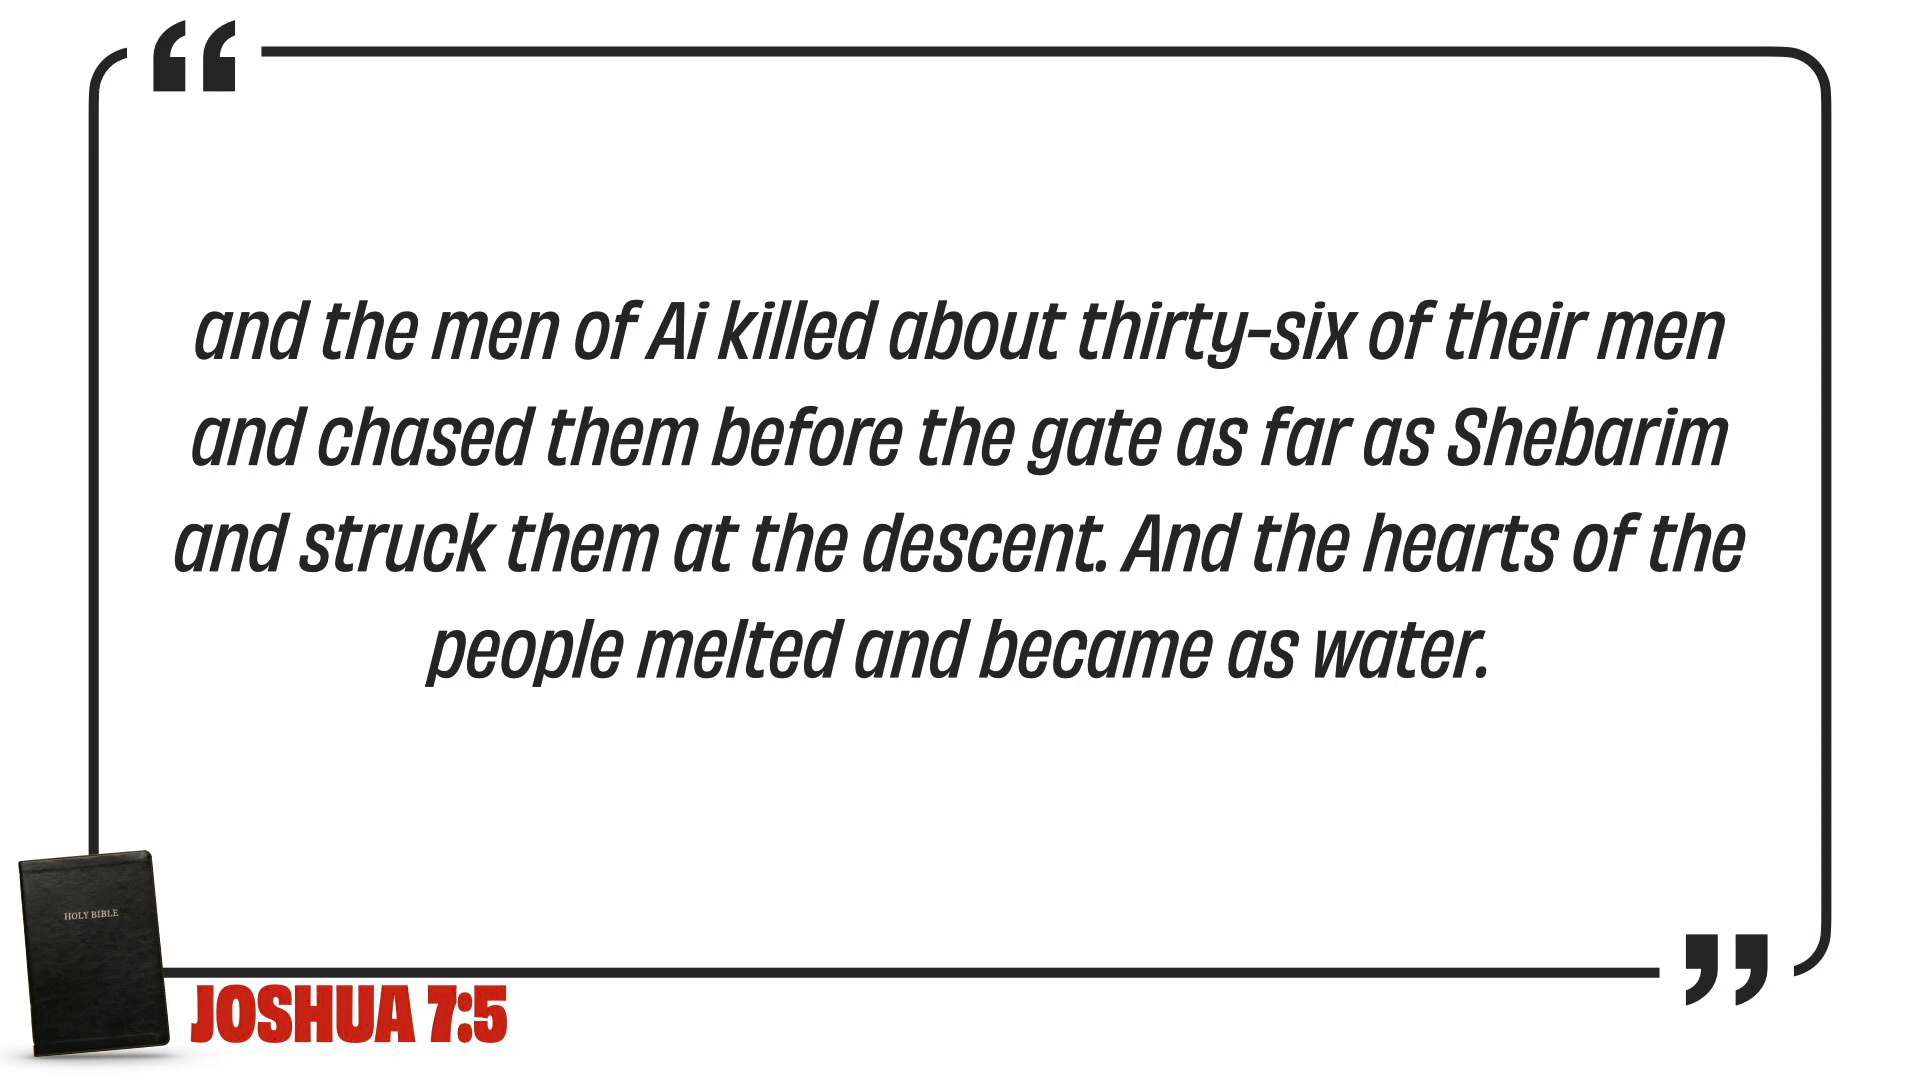 “
and the men of Ai killed about thirty-six of their men
and chased them before the gate as far as Shebarim
and struck them at the descent. And the hearts of the
people melted and became as water.
”
HOLY BIBLE
JOSHUA 7:5